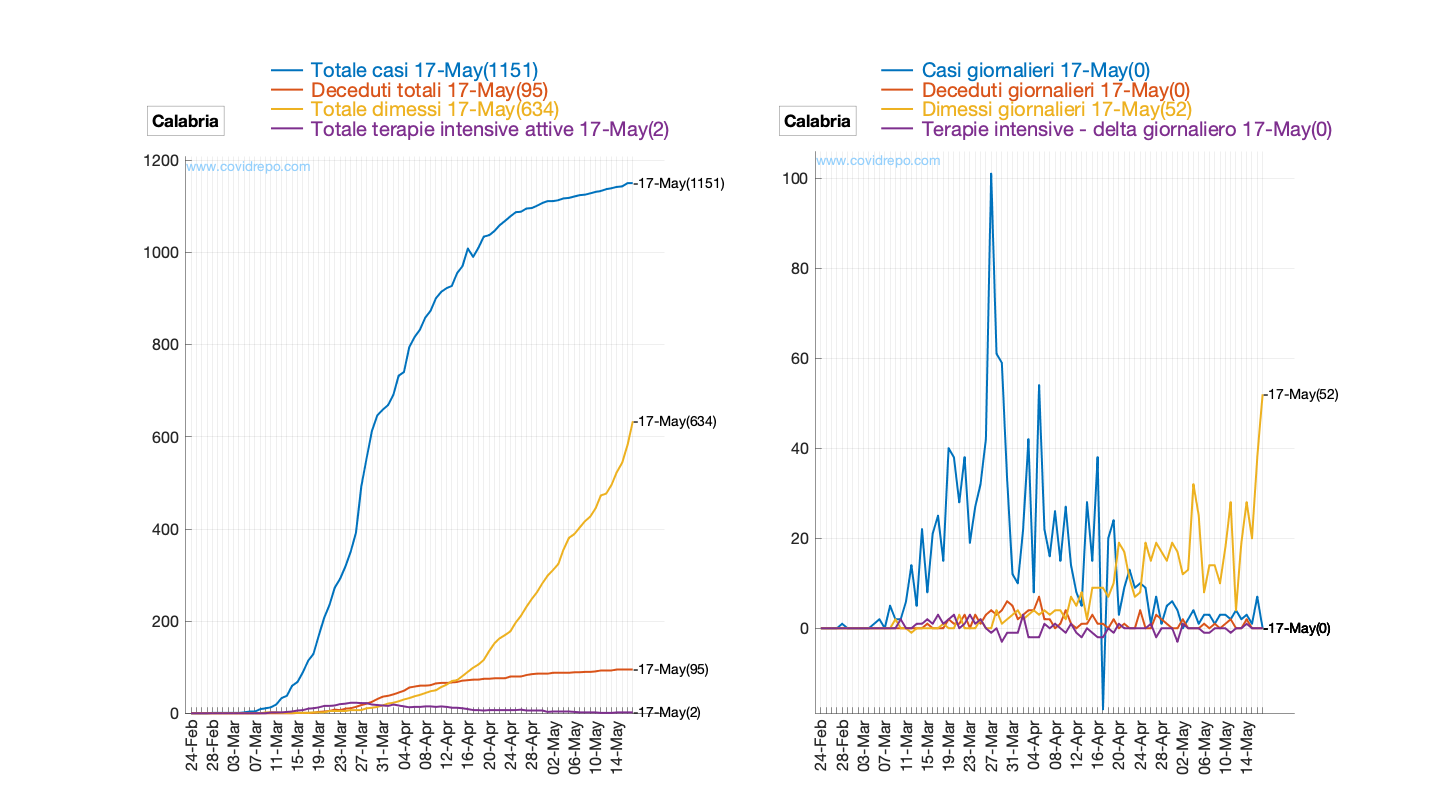 Totale casi 17-May(1151)
Deceduti totali 17-May(95)
Totale dimessi 17-May(634)
Totale terapie intensive attive 17-May(2)
Calabria
www.covidrepo.com
1200
1000
800
600
400
200
0
-17-May(1151)
-17-May(634)
-17-May(95)
-17-May(2)
24-Feb
28-Feb
03-Mar
07-Mar
11-Mar
15-Mar
19-Mar
23-Mar
27-Mar
31-Mar
04-Apr
08-Apr
12-Apr
16-Apr
20-Apr
24-Apr
28-Apr
02-May
06-May
10-May
14-May
Casi giornalieri 17-May(0)
Deceduti giornalieri 17-May(0)
Dimessi giornalieri 17-May(52)
Terapie intensive - delta giornaliero 17-May(0)
Calabria
www.covidrepo.com
100
80
60
40
20
0
-17-May(52)
-17-May(0)
24-Feb
28-Feb
03-Mar
07-Mar
11-Mar
15-Mar
19-Mar
23-Mar
27-Mar
31-Mar
04-Apr
08-Apr
12-Apr
16-Apr
20-Apr
24-Apr
28-Apr
02-May
06-May
10-May
14-May